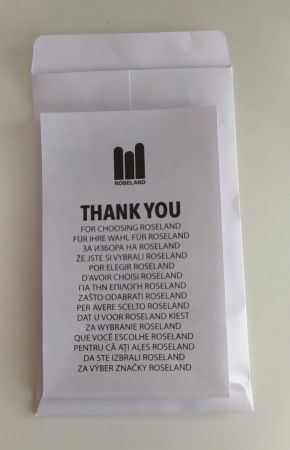 ROSELAND
THANK YOU
FOR CHOOSING ROSELAND
FÜR IHRE WAHL FÜR ROSELAND
ЗА ИЗБОРА НА ROSELAND
ŽE JSTE SI VYBRALI ROSELAND
POR ELEGIR ROSELAND
D'AVOIR CHOISI ROSELAND
ΓΙΑ ΤΗΝ ΕΠΙΛΟΓΗ ROSELAND
ZAŠTO ODABRATI ROSELAND
PER AVERE SCELTO ROSELAND
DAT U VOOR ROSELAND KIEST
ZA WYBRANIE ROSELAND
QUE VOCÊ ESCOLHE ROSELAND
PENTRU CĂ AȚI ALES ROSELAND
DA STE IZBRALI ROSELAND
ZA VÝBER ZNAČKY ROSELAND